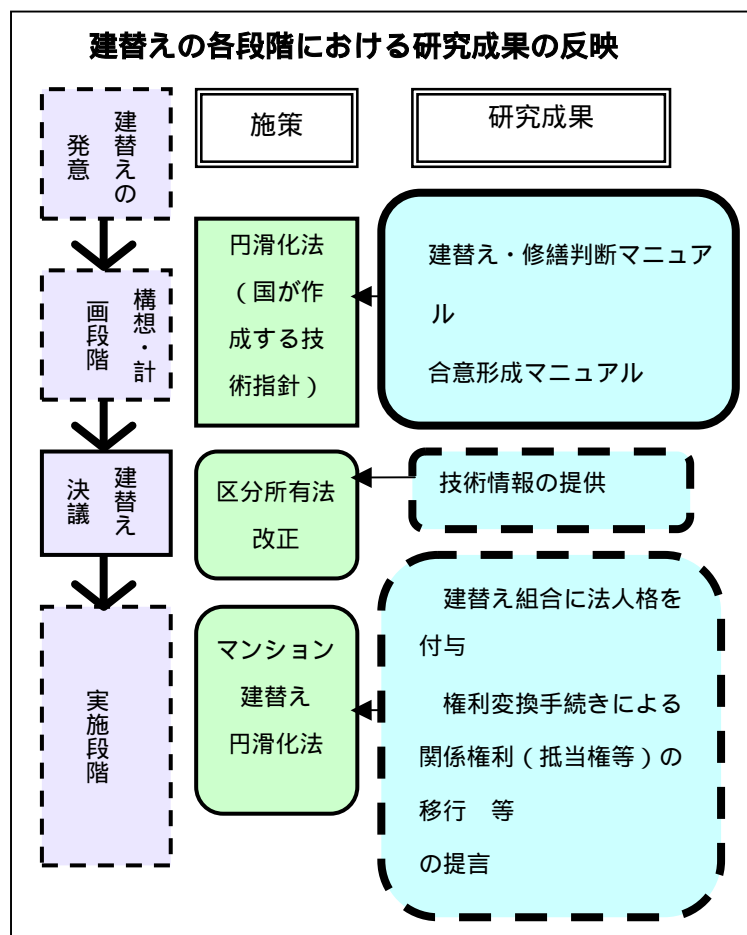 建替えの各段階における研究成果の反映
建替えの
発意
施策
研究成果
構想・計
画段階
円滑化法
（国が作
成する技
術指針）
建替え・修繕判断マニュア
ル
合意形成マニュアル
建替え
決議
区分所有法
改正
技術情報の提供
実施段階
マンション
建替え
円滑化法
建替え組合に法人格を
付与
権利変換手続きによる
関係権利（抵当権等）の
移行　等
の提言